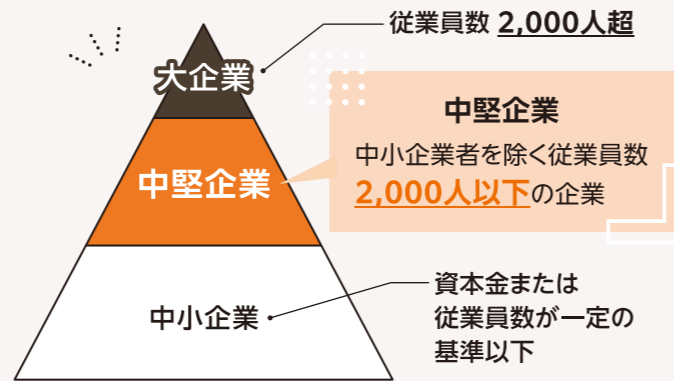 従業員数 2,000人超
大企業
中堅企業
中小企業者を除く従業員数
2,000人以下の企業
中堅企業
中小企業
資本金または
従業員数が一定の
基準以下